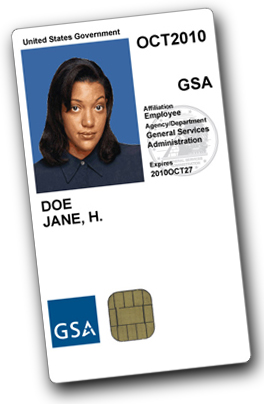 United States Government
OCT2010
GSA
Affiliation
Employee
Agency/Department
General Services
Administration
Expires
2010OCT27
DOE
JANE, H.
GSA